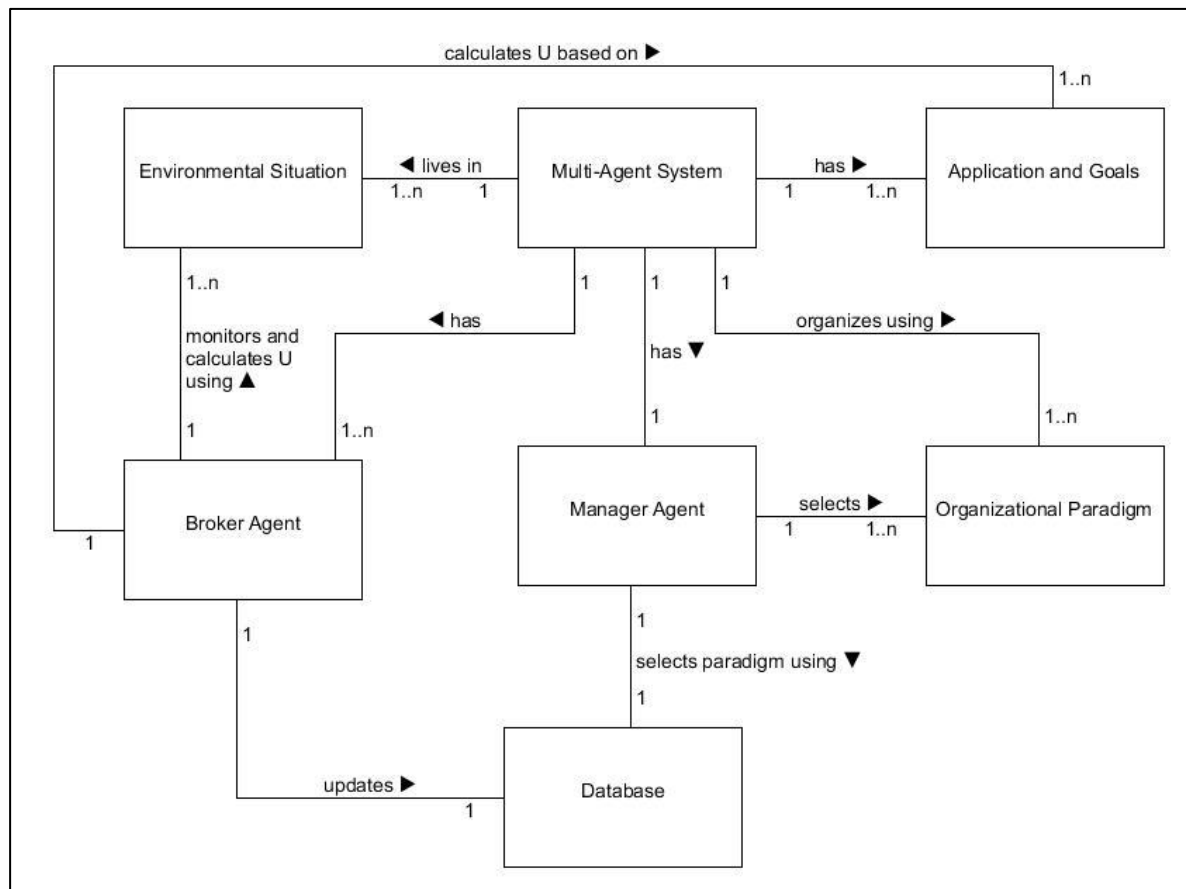 calculates U based on ►
1..n
Environmental Situation
◄ lives in
1..n
1
Multi-Agent System
has ►
1
1..n
Application and Goals
1..n
1
1
1
◄ has
organizes using ►
monitors and
calculates U
using ▲
has ▼
1
1..n
1
1..n
Broker Agent
1
Manager Agent
selects ►
1
1..n
Organizational Paradigm
1
1
selects paradigm using ▼
1
updates ►
1
Database